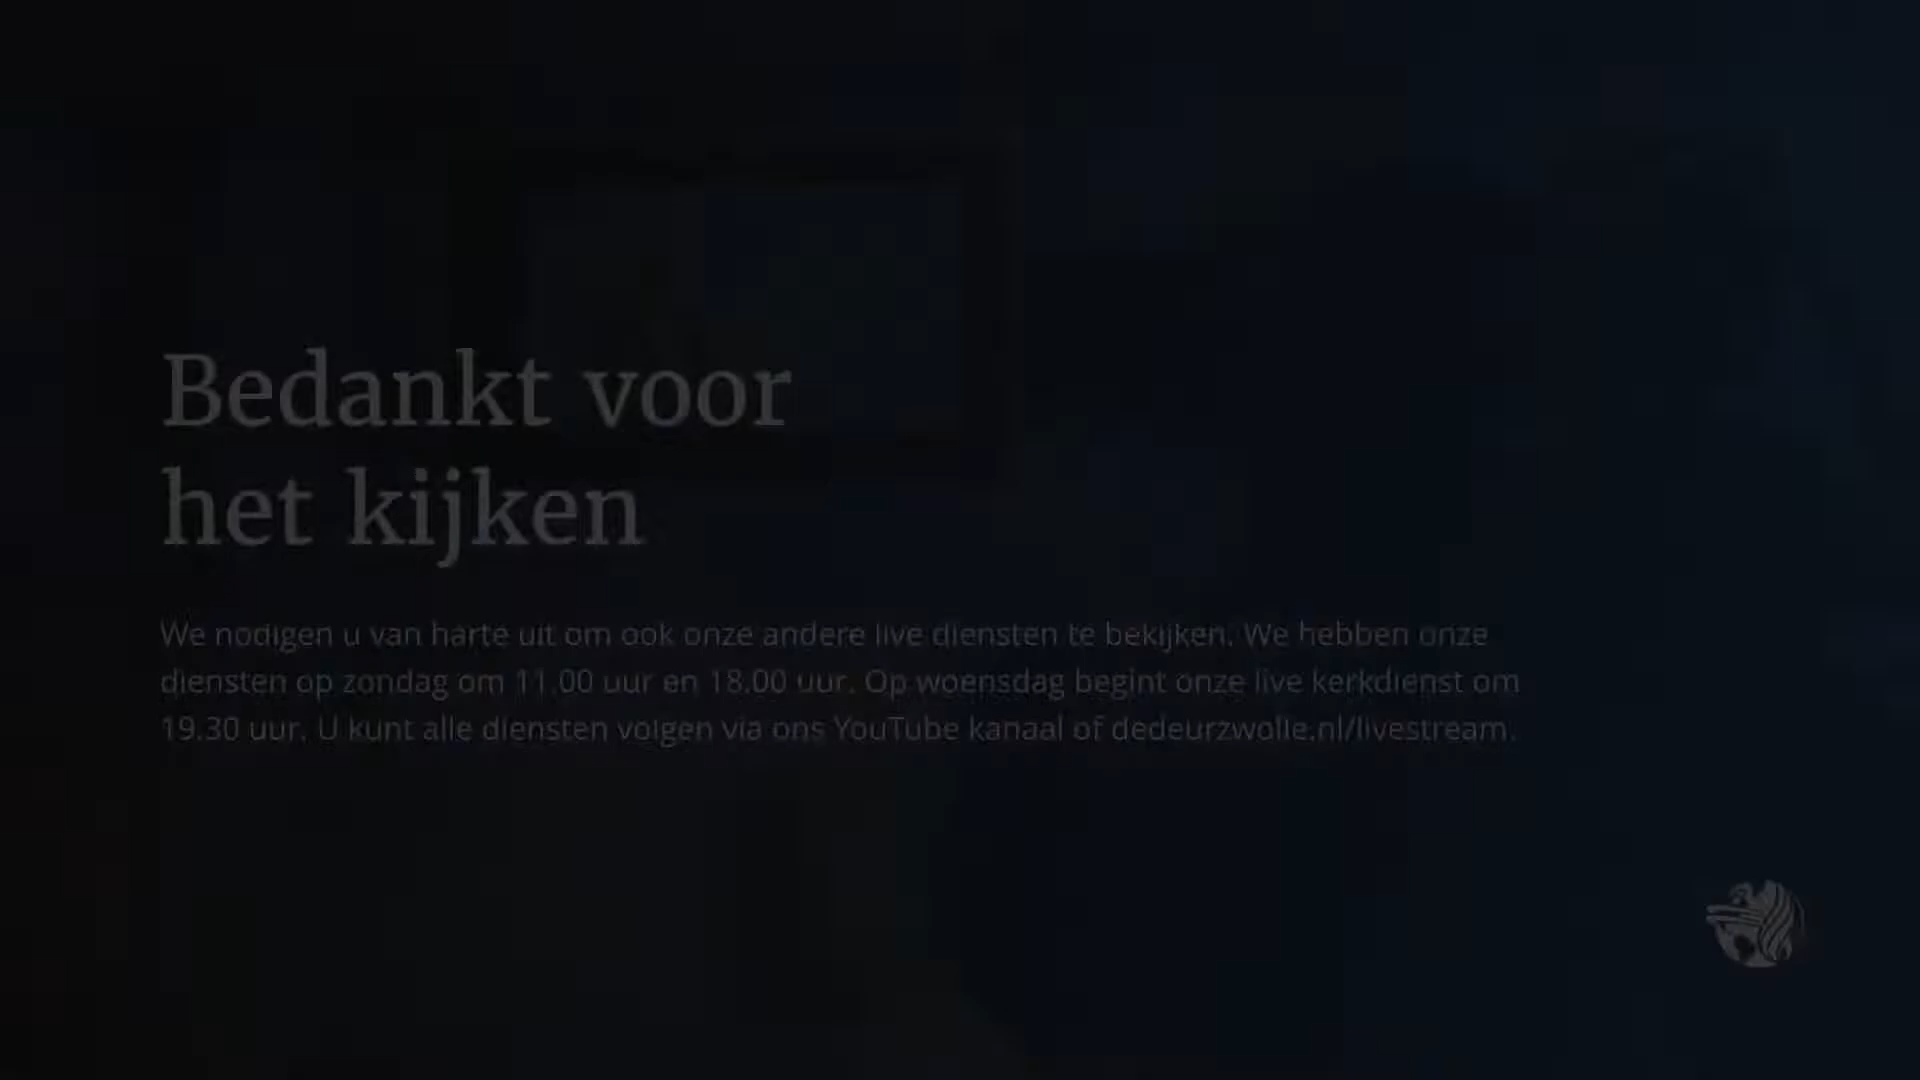 Bedankt voor
het kijken
We nodigen u van harte uit om ook onze andere live diensten te bekijken. We hebben onze
diensten op zondag om 11.00 uur en 18.00 uur. Op woensdag begint onze live kerkdienst om
19.30 uur. U kunt alle diensten volgen via ons YouTube kanaal of dedeurzwolle.nl/livestream.